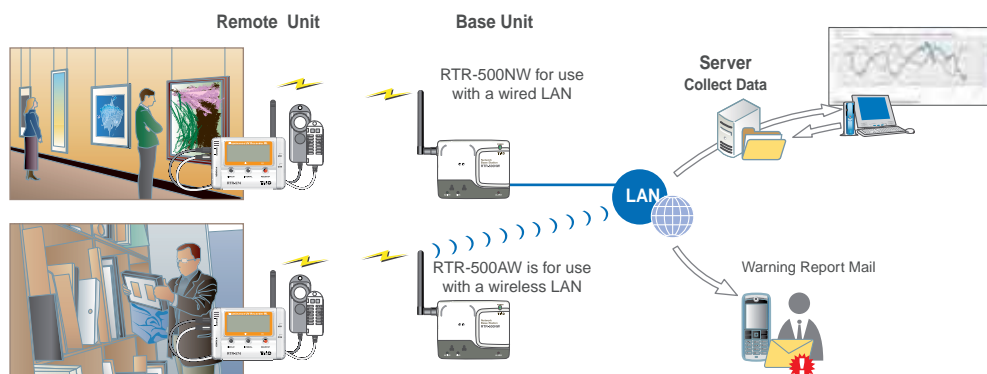 Remote Unit
Base Unit
RTR-500NW for use
with a wired LAN
Server
Collect Data
LAN
RTR-500AW is for use
with a wireless LAN
Warning Report Mail